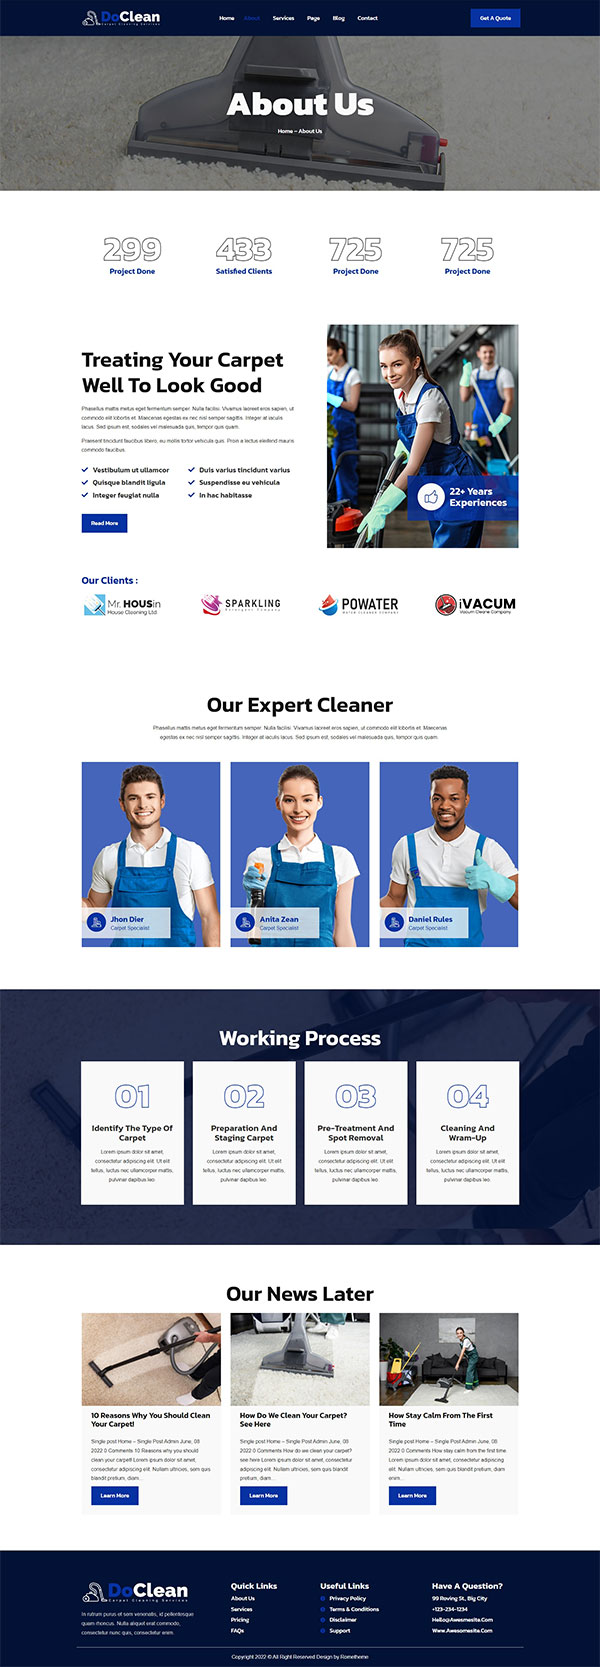 DoClean
Carpet Cleaning Services
Home About Services Page Blog Contact
Get A Quote
About Us
Home – About Us
299 433 725 725
Project Done Satisfied Clients Project Done Project Done
Treating Your Carpet
Well To Look Good
Phasellus mattis metus eget fermentum semper. Nulla facilisi. Vivamus laoreet eros sapien, ut
commodo elit lobortis et. Maecenas egestas ex nec nisl semper sagittis. Integer at iaculis
lacus. Sed ipsum est, sodales vel malesuada quis, tempor quis quam.
Praesent tincidunt faucibus libero, eu mollis tortor vehicula quis. Proin a lectus eleifend mauris
commodo faucibus.
Vestibulum ut ullamcor
Duis varius tincidunt varius
Quisque blandit ligula
Suspendisse eu vehicula
Integer feugiat nulla
In hac habitasse
Read More
22+ Years
Experiences
Our Clients :
Mr. HOUSin
House Cleaning Ltd
SPARKLING
Detergent Company
POWATER
WATER CLEANER COMPANY
iVACUM
Vacum Cleane Company
Our Expert Cleaner
Phasellus mattis metus eget fermentum semper. Nulla facilisi. Vivamus laoreet eros sapien, ut commodo elit lobortis et. Maecenas
egestas ex nec nisl semper sagittis. Integer at iaculis lacus. Sed ipsum est, sodales vel malesuada quis, tempor quis quam.
Jhon Dier
Carpet Specialist
Anita Zean
Carpet Specialist
Daniel Rules
Carpet Specialist
Working Process
01
Identify The Type Of
Carpet
Lorem ipsum dolor sit amet,
consectetur adipiscing elit. Ut elit
tellus, luctus nec ullamcorper mattis,
pulvinar dapibus leo.
02
Preparation And
Staging Carpet
Lorem ipsum dolor sit amet,
consectetur adipiscing elit. Ut elit
tellus, luctus nec ullamcorper mattis,
pulvinar dapibus leo.
03
Pre-Treatment And
Spot Removal
Lorem ipsum dolor sit amet,
consectetur adipiscing elit. Ut elit
tellus, luctus nec ullamcorper mattis,
pulvinar dapibus leo.
04
Cleaning And
Wram-Up
Lorem ipsum dolor sit amet,
consectetur adipiscing elit. Ut elit
tellus, luctus nec ullamcorper mattis,
pulvinar dapibus leo.
Our News Later
10 Reasons Why You Should Clean
Your Carpet!
Single post Home – Single Post Admin June, 08
2022 0 Comments 10 Reasons why you should
clean your carpet! Lorem ipsum dolor sit amet,
consectetur adipiscing elit. Nullam ultricies, sem quis
blandit pretium, diam...
Learn More
How Do We Clean Your Carpet?
See Here
Single post Home – Single Post Admin June, 08
2022 0 Comments How do we clean your carpet?
see here Lorem ipsum dolor sit amet, consectetur
adipiscing elit. Nullam ultricies, sem quis blandit
pretium, diam...
Learn More
How Stay Calm From The First
Time
Single post Home – Single Post Admin June, 08
2022 0 Comments How stay calm from the first time
Lorem ipsum dolor sit amet, consectetur adipiscing
elit. Nullam ultricies, sem quis blandit pretium, diam
enim...
Learn More
DoClean
Carpet Cleaning Services
In rutrum purus et sem venenatis, id pellentesque
quam rhoncus. Nulla aliquet erat commodo,
consectetur nunc quis, consectetur enim.
Quick Links
About Us
Services
Pricing
FAQs
Useful Links
Privacy Policy
Terms & Conditions
Disclaimer
Support
Have A Question?
99 Roving St, Big City
+123-234-1234
Hello@Awesmesite.Com
Www.Awesomesite.Com
Copyright 2022 © All Right Reserved Design by Rometheme